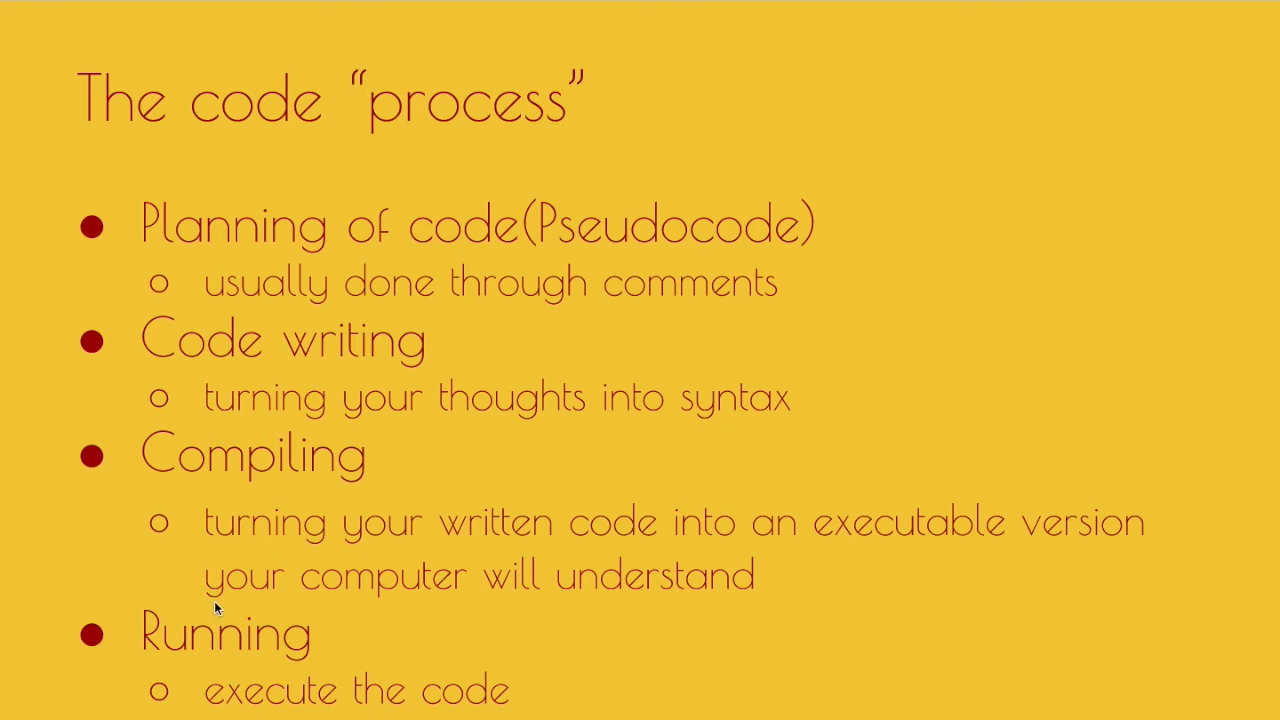 The code “process”
● Planning of code(Pseudocode)
○ usually done through comments
● Code writing
○ turning your thoughts into syntax
● Compiling
○ turning your written code into an executable version
your computer will understand
● Running
○ execute the code